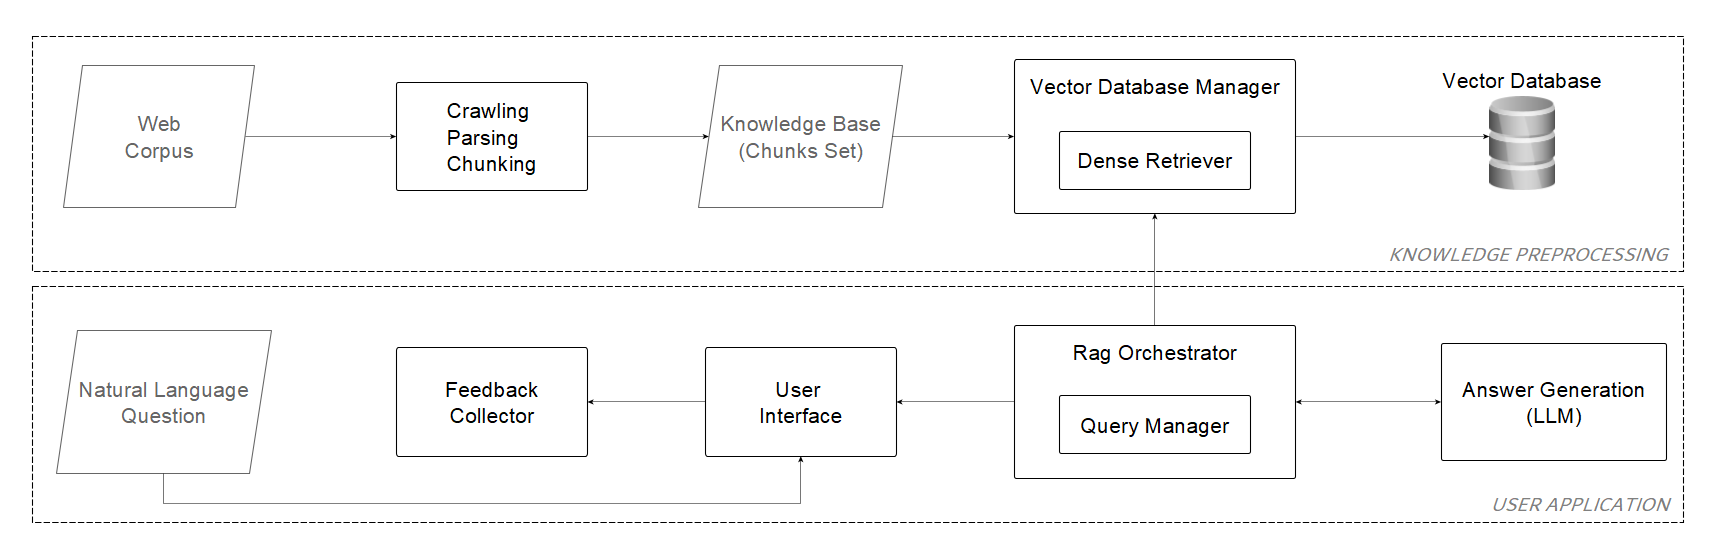 Web
Corpus
Crawling
Parsing
Chunking
Knowledge Base
(Chunks Set)
Vector Database Manager
Dense Retriever
Vector Database
KNOWLEDGE PREPROCESSING
Natural Language
Question
Feedback
Collector
User
Interface
Rag Orchestrator
Query Manager
Answer Generation
(LLM)
USER APPLICATION